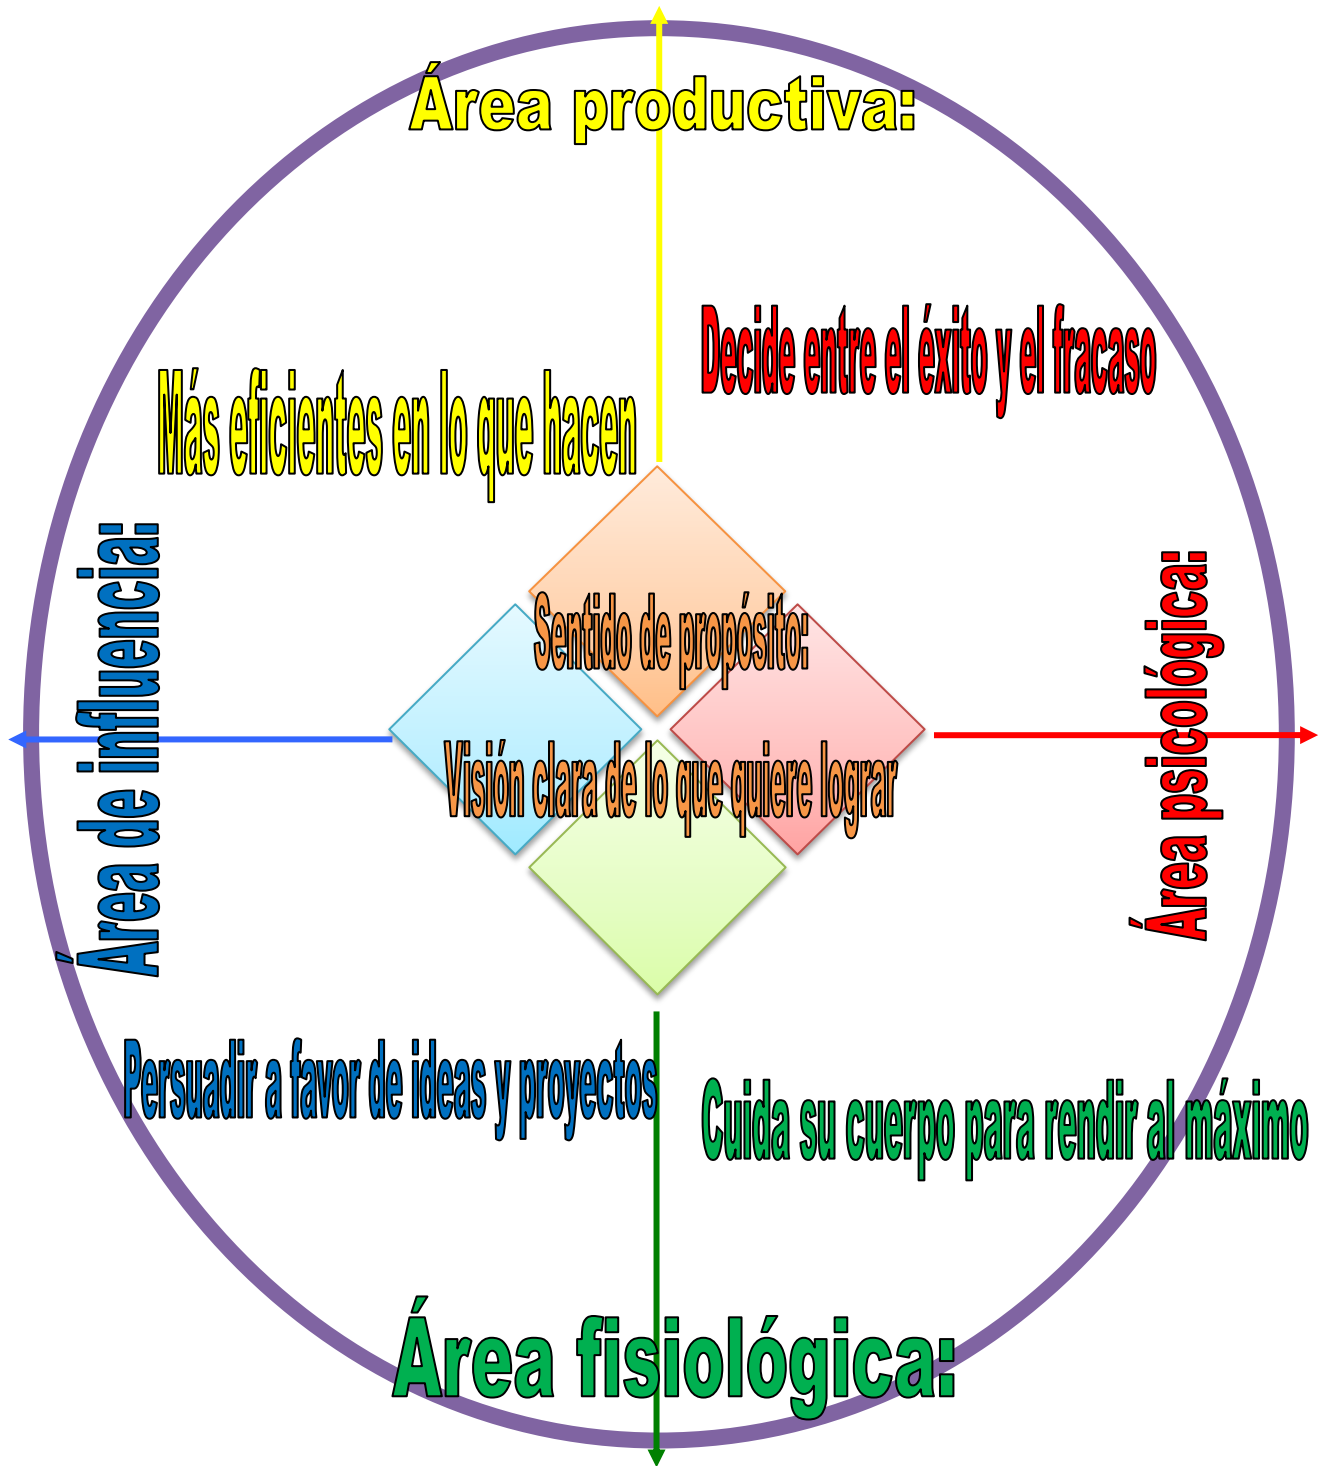 Área productiva:
Decide entre el éxito y el fracaso
Más eficientes en lo que hacen
Área de influencia:
Área psicológica:
Sentido de propósito:
Visión clara de lo que quiere lograr
Persuadir a favor de ideas y proyectos
Cuida su cuerpo para rendir al máximo
Área fisiológica: